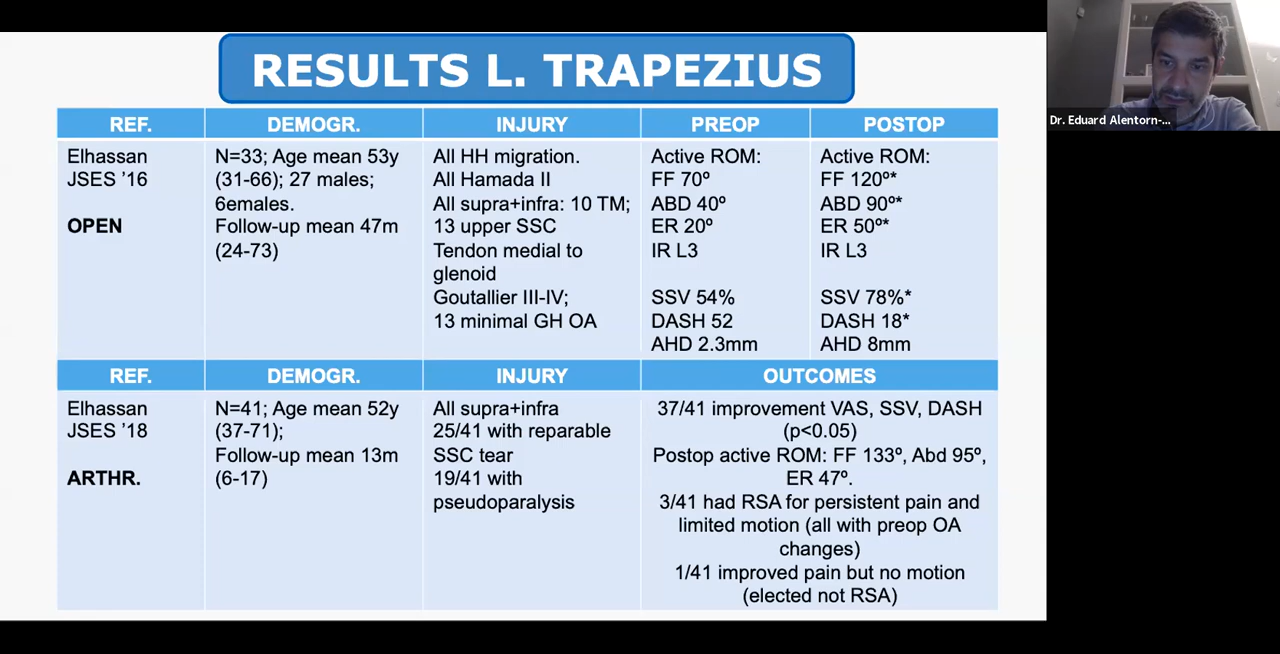 RESULTS L. TRAPEZIUS
Dr. Eduard Alentorn-...
REF.
DEMOGR.
INJURY
PREOP
POSTOP
Elhassan
JSES '16
OPEN
N=33; Age mean 53y
(31-66); 27 males;
6females.
Follow-up mean 47m
(24-73)
All HH migration.
All Hamada II
All supra+infra: 10 TM;
13 upper SSC
Tendon medial to
glenoid
Goutallier III-IV;
13 minimal GH OA
Active ROM:
FF 70º
ABD 40º
ER 20º
IR L3
SSV 54%
DASH 52
AHD 2.3mm
Active ROM:
FF 120º*
ABD 90º*
ER 50º*
IR L3
SSV 78%*
DASH 18*
AHD 8mm
REF.
DEMOGR.
INJURY
OUTCOMES
Elhassan
JSES '18
ARTHR.
N=41; Age mean 52y
(37-71);
Follow-up mean 13m
(6-17)
All supra+infra
25/41 with reparable
SSC tear
19/41 with
pseudoparalysis
37/41 improvement VAS, SSV, DASH
(p<0.05)
Postop active ROM: FF 133º, Abd 95º,
ER 47º.
3/41 had RSA for persistent pain and
limited motion (all with preop OA
changes)
1/41 improved pain but no motion
(elected not RSA)